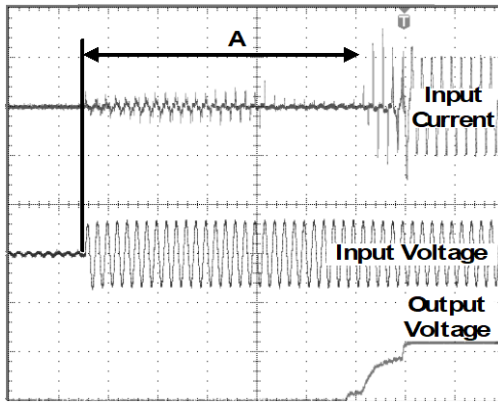 T
A
Input
Current
Input Voltage
Output
Voltage